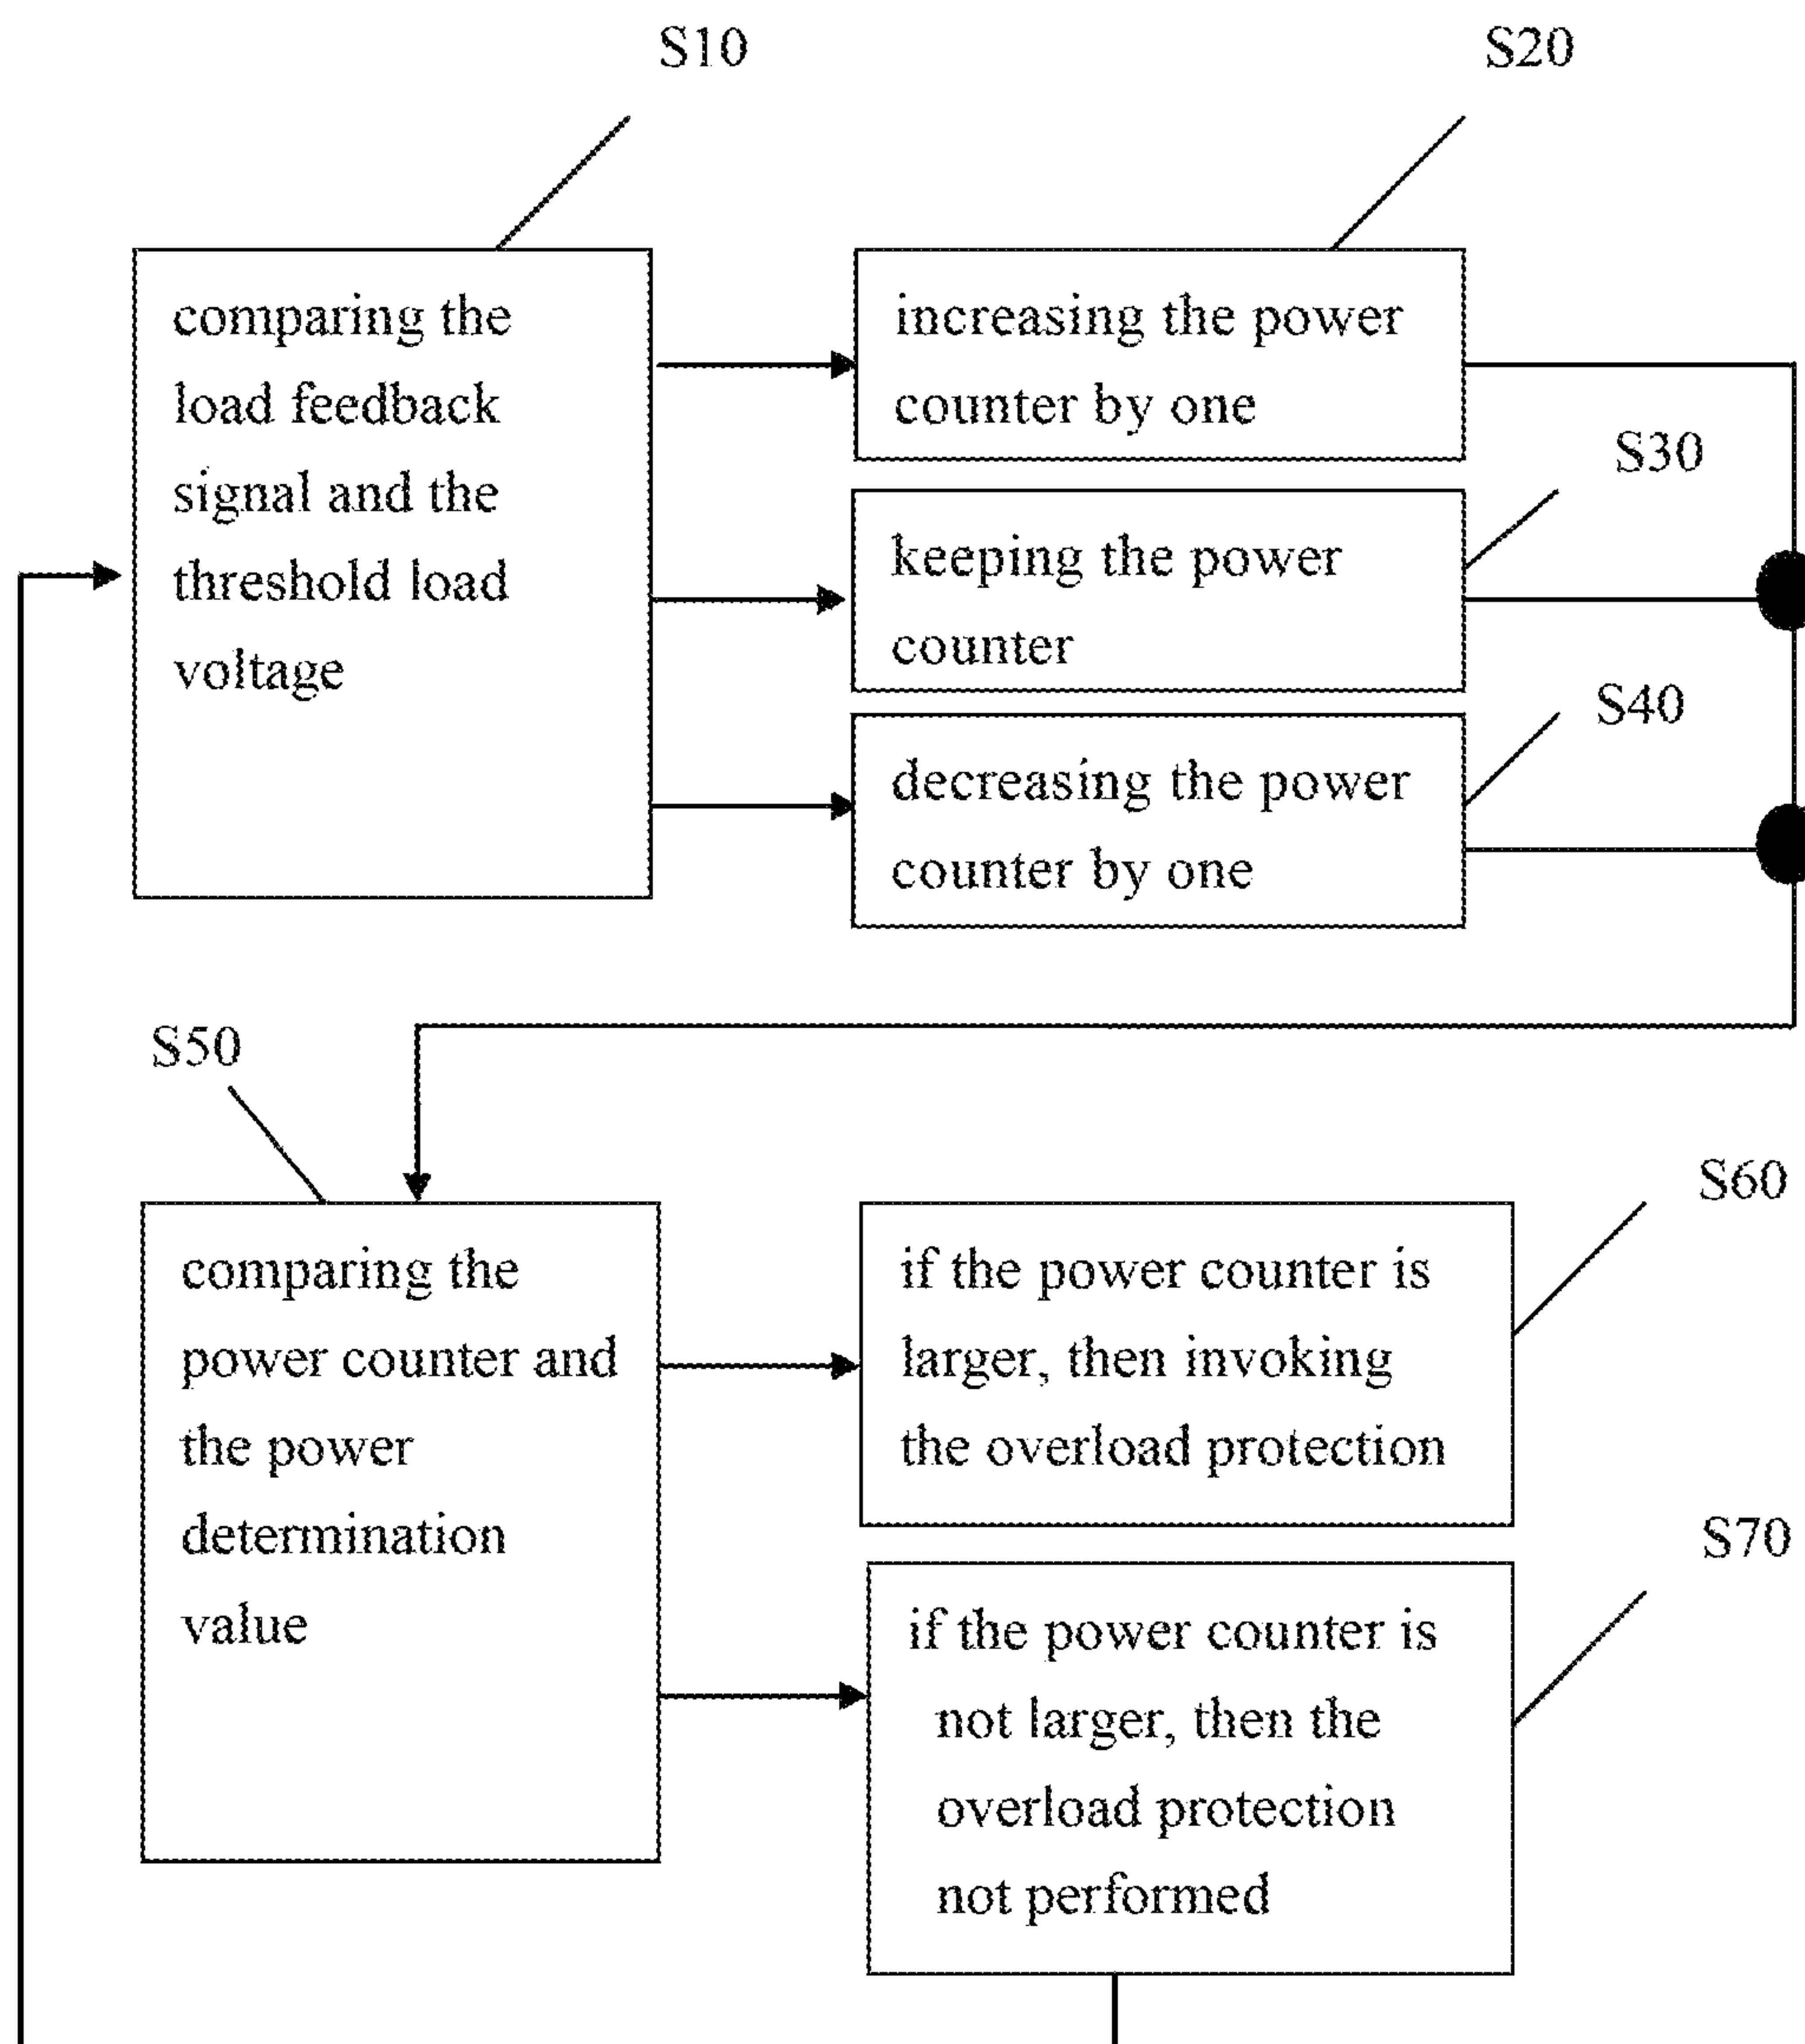 S10
S20
comparing the
load feedback
signal and the
threshold load
voltage
increasing the power
counter by one
S30
keeping the power
counter
S40
decreasing the power
counter by one
S50
comparing the
power counter and
the power
determination
value
S60
if the power counter is
larger, then invoking
the overload protection
S70
if the power counter is
not larger, then the
overload protection
not performed